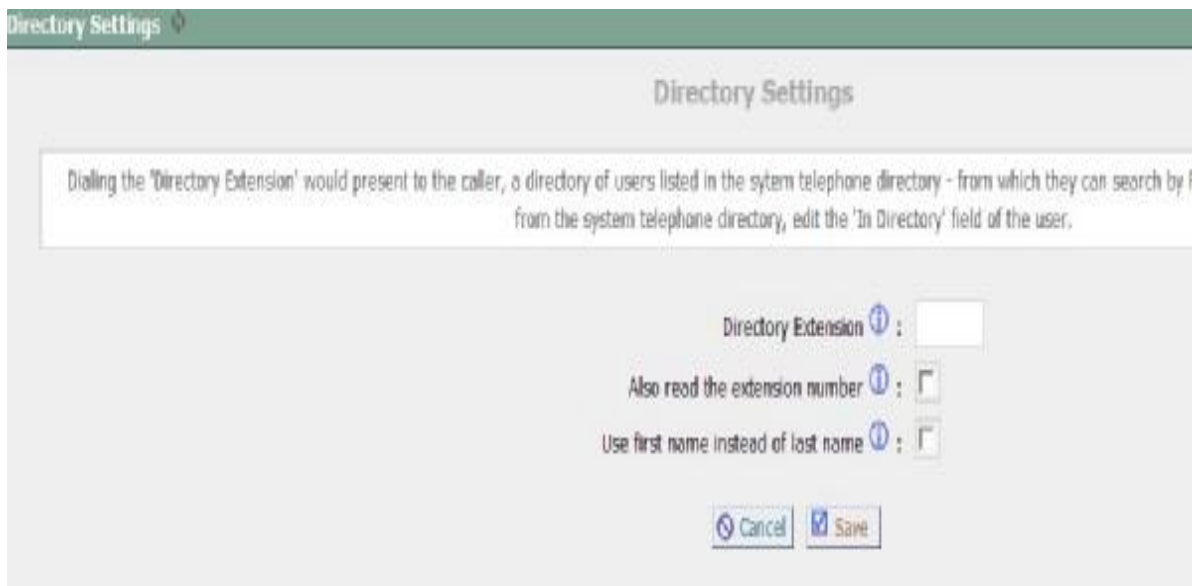 Directory Settings
Directory Settings
Dialing the 'Directory Extension' would present to the caller, a directory of users listed in the sytem telephone directory - from which they can search by
from the system telephone directory, edit the 'In Directory' field of the user.
Directory Extension :
Also read the extension number :
Use first name instead of last name :
Cancel Save